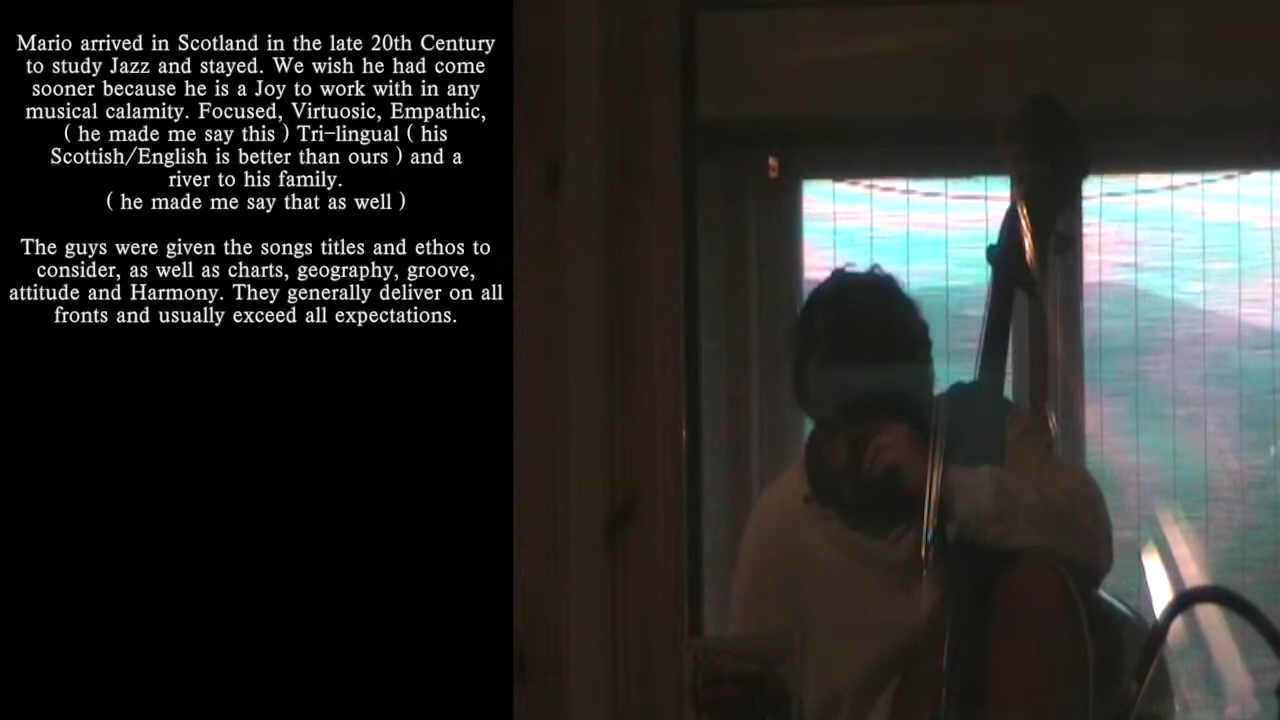 Mario arrived in Scotland in the late 20th Century
to study Jazz and stayed. We wish he had come
sooner because he is a Joy to work with in any
musical calamity. Focused, Virtuosic, Empathic,
( he made me say this ) Tri-lingual ( his
Scottish/English is better than ours ) and a
river to his family.
( he made me say that as well )
The guys were given the songs titles and ethos to
consider, as well as charts, geography, groove,
attitude and Harmony. They generally deliver on all
fronts and usually exceed all expectations.